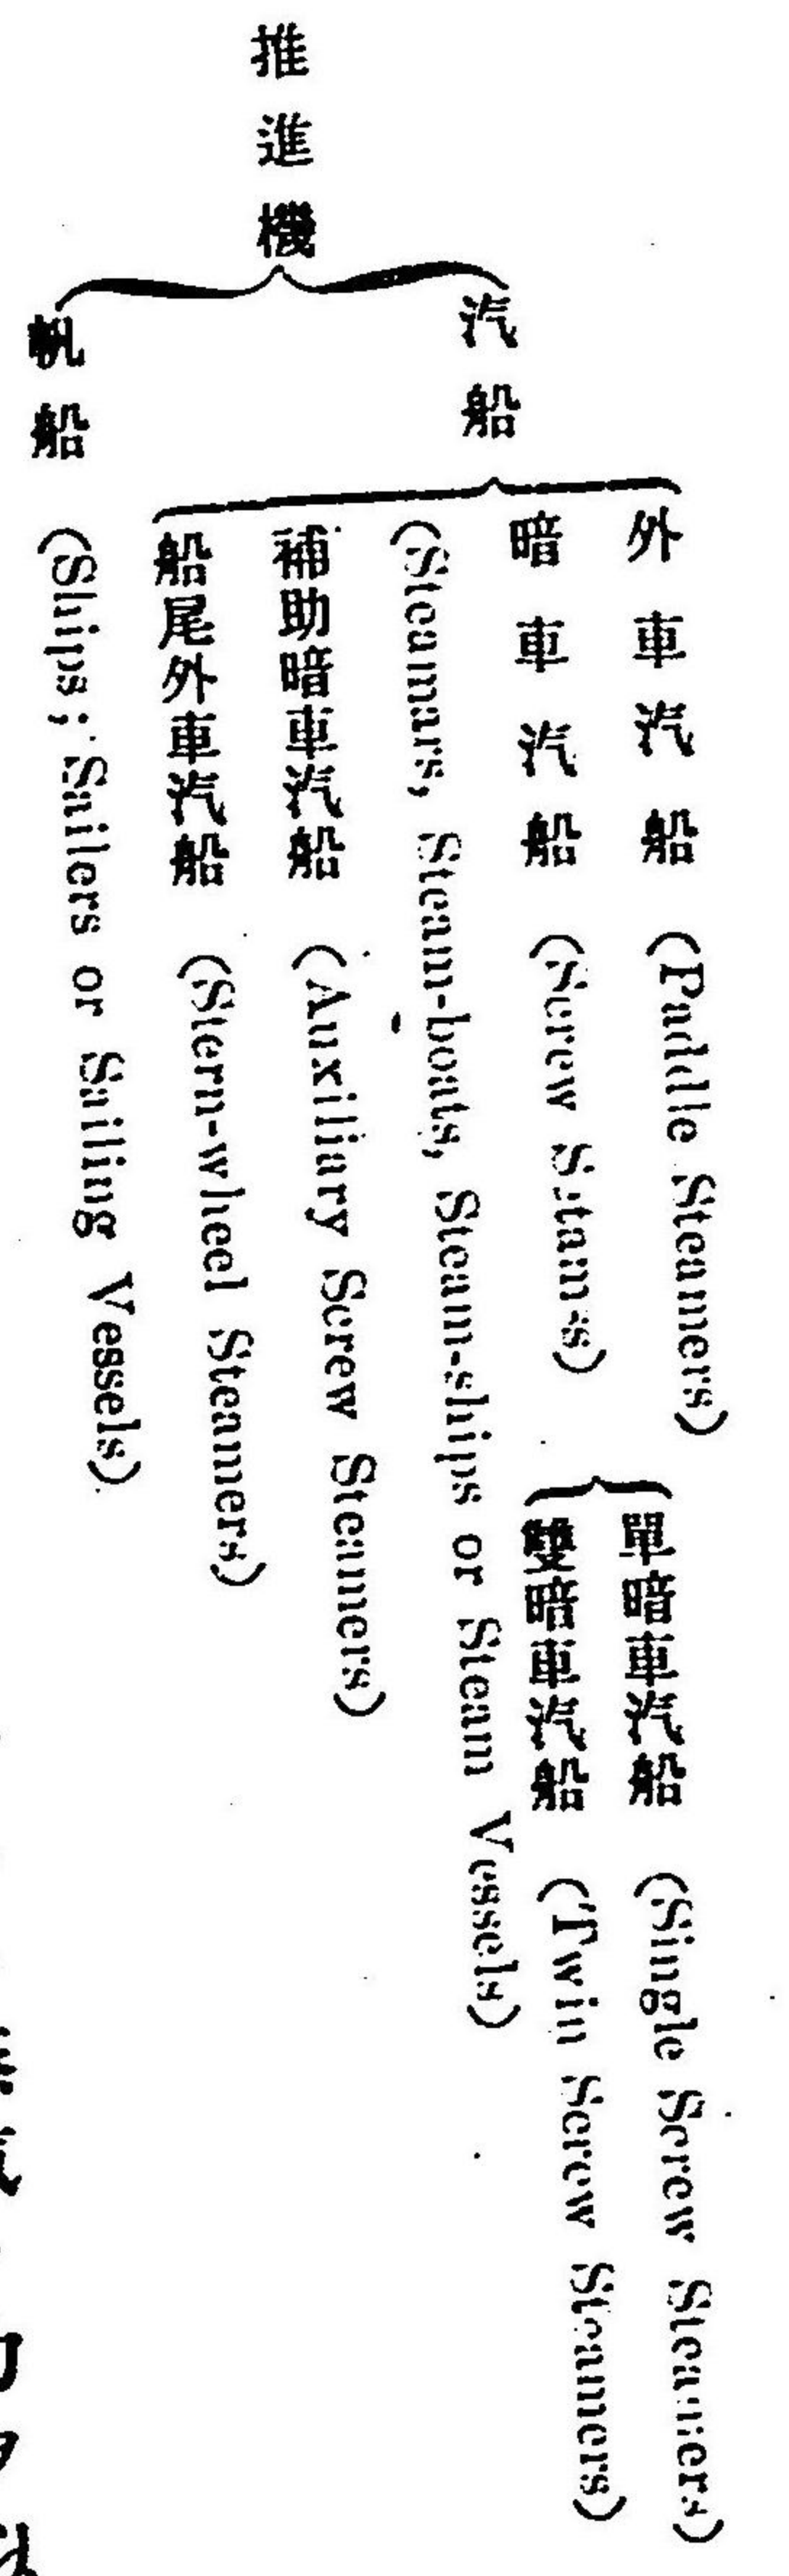 推進機
汽船
外車汽船 (Paddle Steamers)
暗車汽船 (Screw Stetam-s)
單暗車汽船 (Single Screw Steamers)
雙暗車汽船 (Twin Screw Steamers)
(Steamars, Steam-boats, Steam-ships or Steam Vessels)
補助暗車汽船 (Auxiliary Screw Steamers)
船尾外車汽船 (Stern-wheel Steamers)
帆船 (Ships; Sailers or Sailing Vessels)